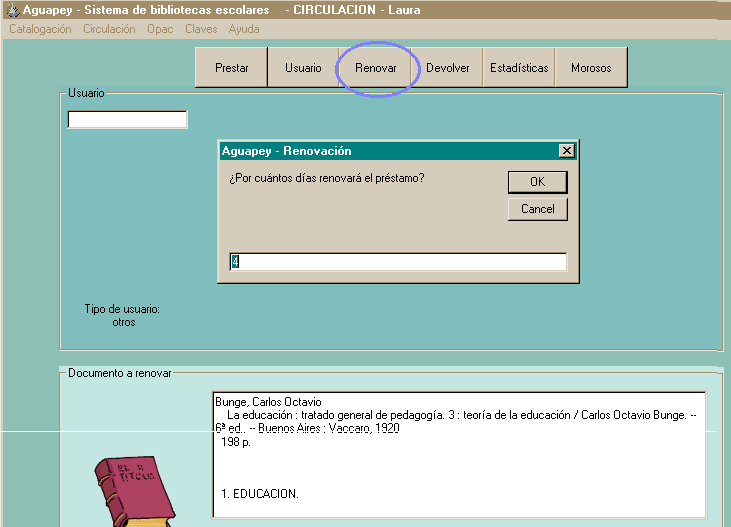 Aguapey - Sistema de bibliotecas escolares - CIRCULACION - Laura
Catalogación Circulación Opac Claves Ayuda
Prestar Usuario Renovar Devolver Estadísticas Morosos
Usuario
Aguapey - Renovación
¿Por cuántos días renovará el préstamo?
OK
Cancel
4
Tipo de usuario:
otros
Documento a renovar
Bunge, Carlos Octavio
La educación : tratado general de pedagogía. 3 : teoría de la educación / Carlos Octavio Bunge. --
6ª ed.. -- Buenos Aires : Vaccaro, 1920
198 p.
1. EDUCACION.
EL
TITULO